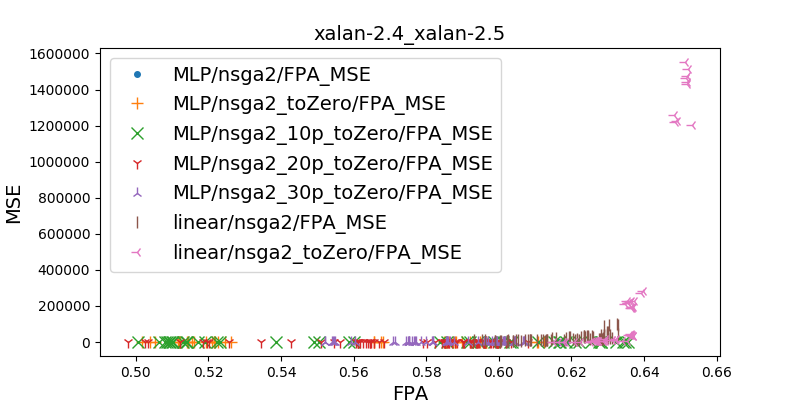 xalan-2.4_xalan-2.5
1600000
1400000
1200000
1000000
800000
600000
400000
200000
0
MSE
MLP/nsga2/FPA_MSE
MLP/nsga2_toZero/FPA_MSE
MLP/nsga2_10p_toZero/FPA_MSE
MLP/nsga2_20p_toZero/FPA_MSE
MLP/nsga2_30p_toZero/FPA_MSE
linear/nsga2/FPA_MSE
linear/nsga2_toZero/FPA_MSE
0.50 0.52 0.54 0.56 0.58 0.60 0.62 0.64 0.66
FPA